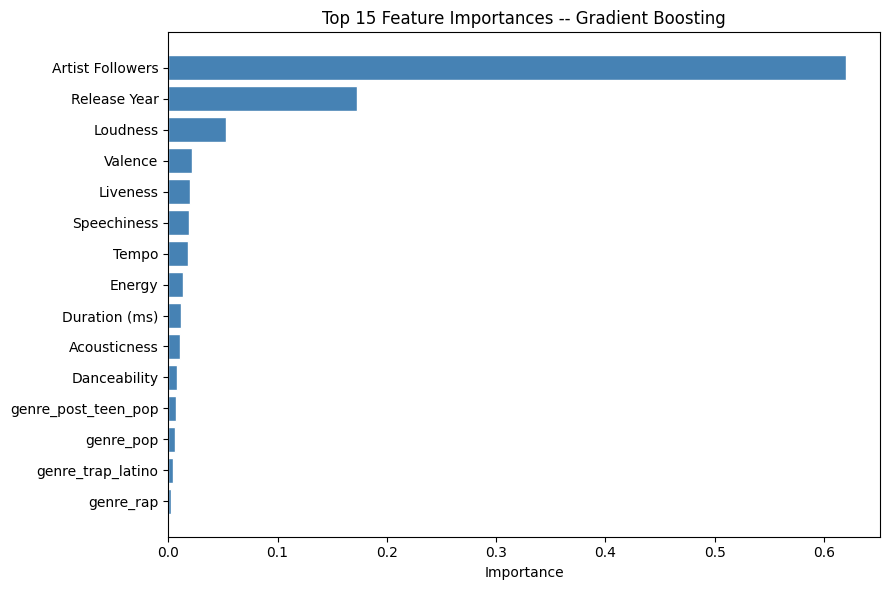 Top 15 Feature Importances -- Gradient Boosting
Artist Followers
Release Year
Loudness
Valence
Liveness
Speechiness
Tempo
Energy
Duration (ms)
Acousticness
Danceability
genre_post_teen_pop
genre_pop
genre_trap_latino
genre_rap
0.0 0.1 0.2 0.3 0.4 0.5 0.6
Importance